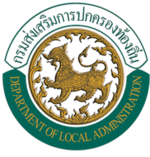 กรมส่งเสริมการปกครองท้องถิ่น
DEPARTMENT OF LOCAL ADMINISTRATION